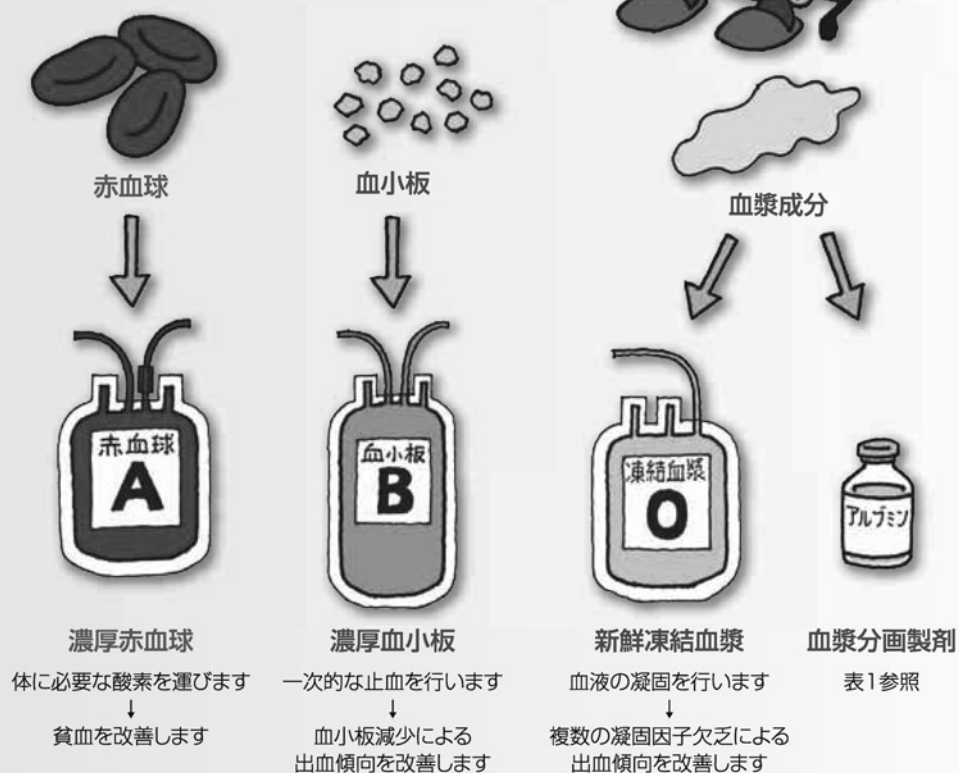 赤血球
血小板
血漿成分
赤血球
A
血小板
B
凍結血漿
O
アルブミン
濃厚赤血球
体に必要な酸素を運びます
↓
貧血を改善します
濃厚血小板
一次的な止血を行います
↓
血小板減少による
出血傾向を改善します
新鮮凍結血漿
血液の凝固を行います
↓
複数の凝固因子欠乏による
出血傾向を改善します
血漿分画製剤
表1参照